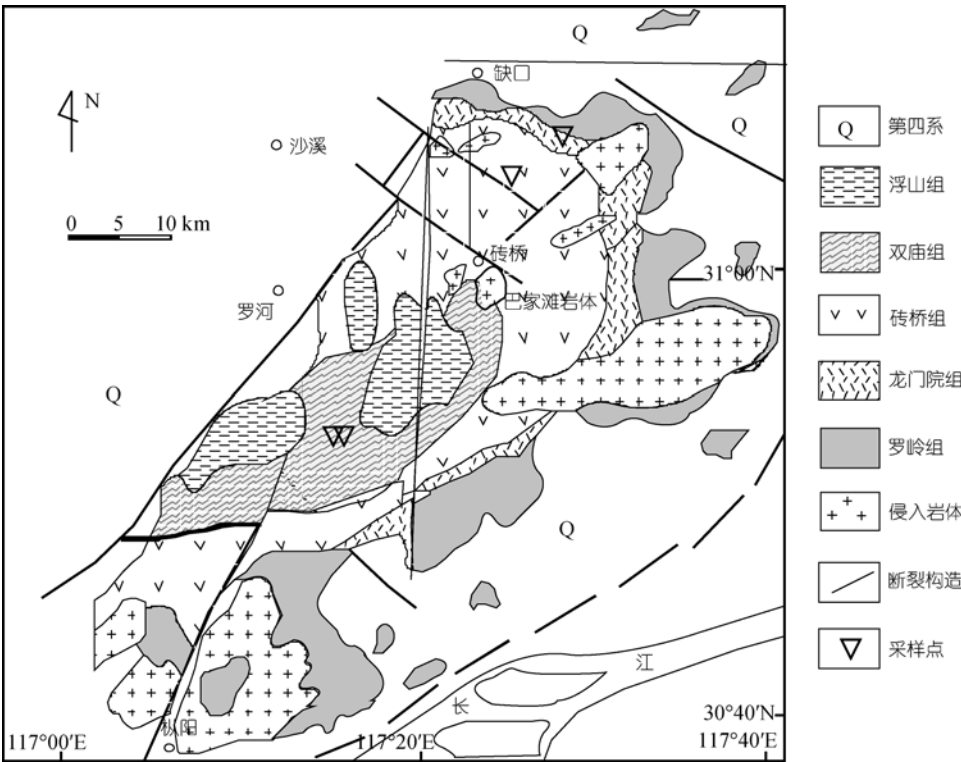 Q
缺口
Q
N
沙溪
0 5 10 km
砖桥
31°00′N
罗河
巴家滩岩体
Q
Q
江
长
枞阳
30°40′N
117°00′E
117°20′E
117°40′E
Q
第四系
浮山组
双庙组
砖桥组
龙门院组
罗岭组
侵入岩体
断裂构造
采样点